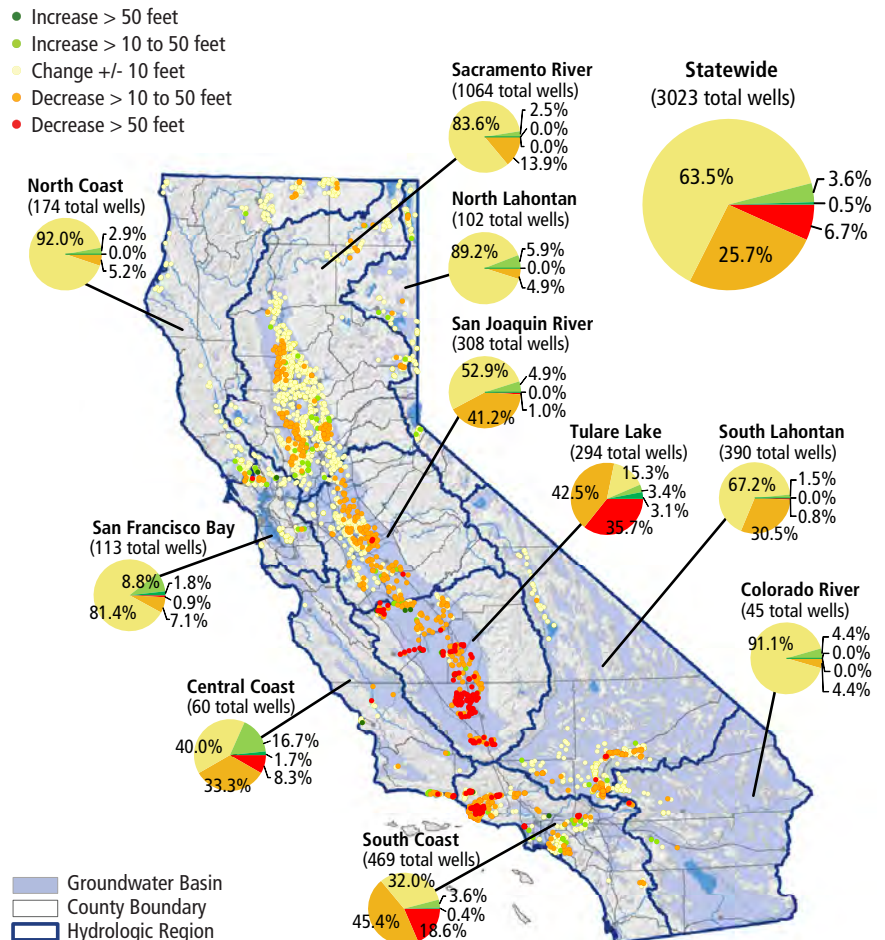 Increase > 50 feet
Increase > 10 to 50 feet
Change +/- 10 feet
Decrease > 10 to 50 feet
Decrease > 50 feet
Statewide
(3023 total wells)
63.5%
3.6%
0.5%
6.7%
25.7%
Sacramento River
(1064 total wells)
83.6%
2.5%
0.0%
0.0%
13.9%
North Coast
(174 total wells)
92.0%
2.9%
0.0%
5.2%
North Lahontan
(102 total wells)
89.2%
5.9%
0.0%
4.9%
San Joaquin River
(308 total wells)
52.9%
4.9%
0.0%
1.0%
41.2%
Tulare Lake
(294 total wells)
15.3%
42.5%
3.4%
3.1%
35.7%
South Lahontan
(390 total wells)
67.2%
1.5%
0.0%
0.8%
30.5%
San Francisco Bay
(113 total wells)
8.8%
1.8%
0.9%
81.4%
7.1%
Colorado River
(45 total wells)
91.1%
4.4%
0.0%
0.0%
4.4%
Central Coast
(60 total wells)
40.0%
16.7%
1.7%
8.3%
33.3%
South Coast
(469 total wells)
32.0%
3.6%
0.4%
45.4%
18.6%
Groundwater Basin
County Boundary
Hydrologic Region